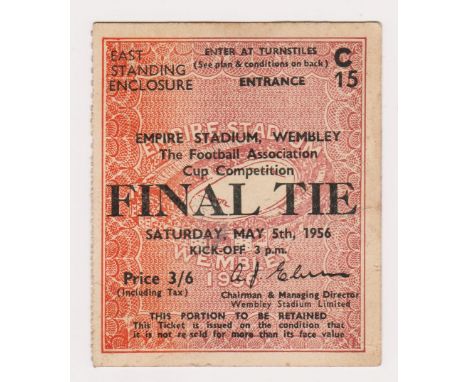 EAST
STANDING
ENCLOSURE
ENTER AT TURNSTILES
(See plan & conditions on back)
ENTRANCE
C
15
EMPIRE STADIUM, WEMBLEY
The Football Association
Cup Competition
FINAL TIE
SATURDAY, MAY 5th, 1956
KICK-OFF 3 p.m.
Price 3/6
(Including Tax)
Chairman & Managing Director
Wembley Stadium Limited
THIS PORTION TO BE RETAINED
This Ticket is issued on the condition that
it is not re-sold for more than its face value.
EMPIRE STADIUM
WEMBLEY